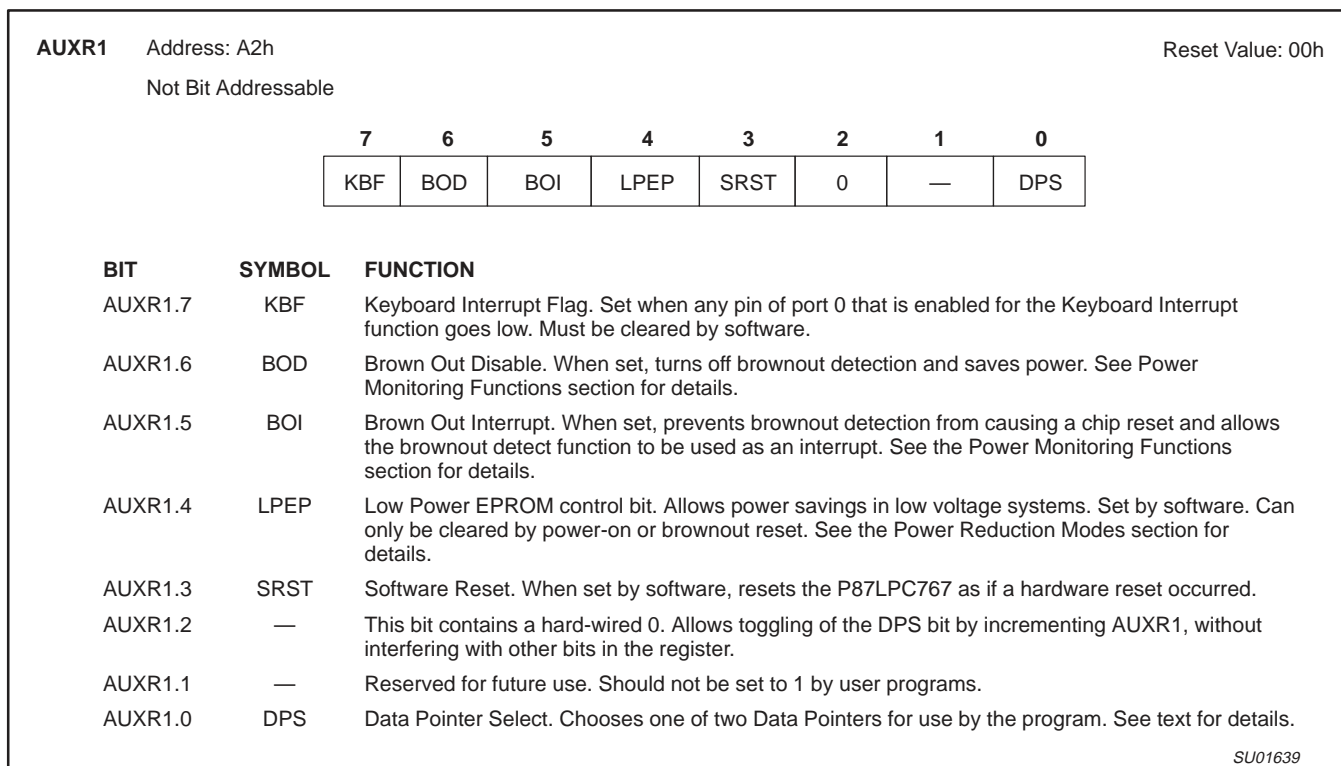 AUXR1 Address: A2h Reset Value: 00h
Not Bit Addressable
7 6 5 4 3 2 1 0
KBF BOD BOI LPEP SRST 0 — DPS
BIT SYMBOL FUNCTION
AUXR1.7 KBF Keyboard Interrupt Flag. Set when any pin of port 0 that is enabled for the Keyboard Interrupt
function goes low. Must be cleared by software.
AUXR1.6 BOD Brown Out Disable. When set, turns off brownout detection and saves power. See Power
Monitoring Functions section for details.
AUXR1.5 BOI Brown Out Interrupt. When set, prevents brownout detection from causing a chip reset and allows
the brownout detect function to be used as an interrupt. See the Power Monitoring Functions
section for details.
AUXR1.4 LPEP Low Power EPROM control bit. Allows power savings in low voltage systems. Set by software. Can
only be cleared by power-on or brownout reset. See the Power Reduction Modes section for
details.
AUXR1.3 SRST Software Reset. When set by software, resets the P87LPC767 as if a hardware reset occurred.
AUXR1.2 — This bit contains a hard-wired 0. Allows toggling of the DPS bit by incrementing AUXR1, without
interfering with other bits in the register.
AUXR1.1 — Reserved for future use. Should not be set to 1 by user programs.
AUXR1.0 DPS Data Pointer Select. Chooses one of two Data Pointers for use by the program. See text for details.
SU01639